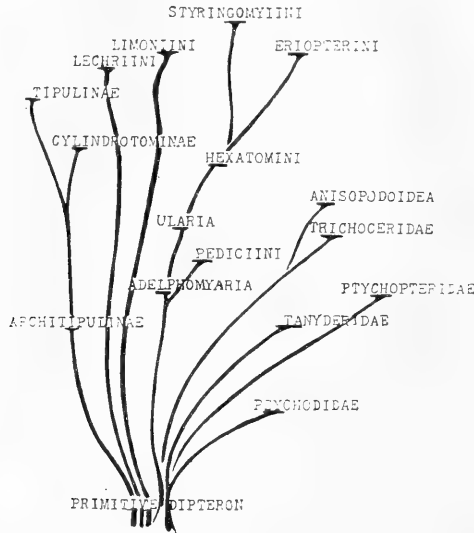 STYRINGOMYIINI
LIMONIINI
ERIOPTERINI
LECHRIINI
TIPULINAE
CYLINDROTOMINAE
HEXATOMINI
ANISOPODOIDEA
ULARIA
TRICHOCERIDAE
PEDICIINI
ADELPHOMYARIA
PTYCHOPTERIDAE
ARCHITIPULINAE
TANYDERIDAE
PSYCHODIDAE
PRIMITIVE DIPTERON